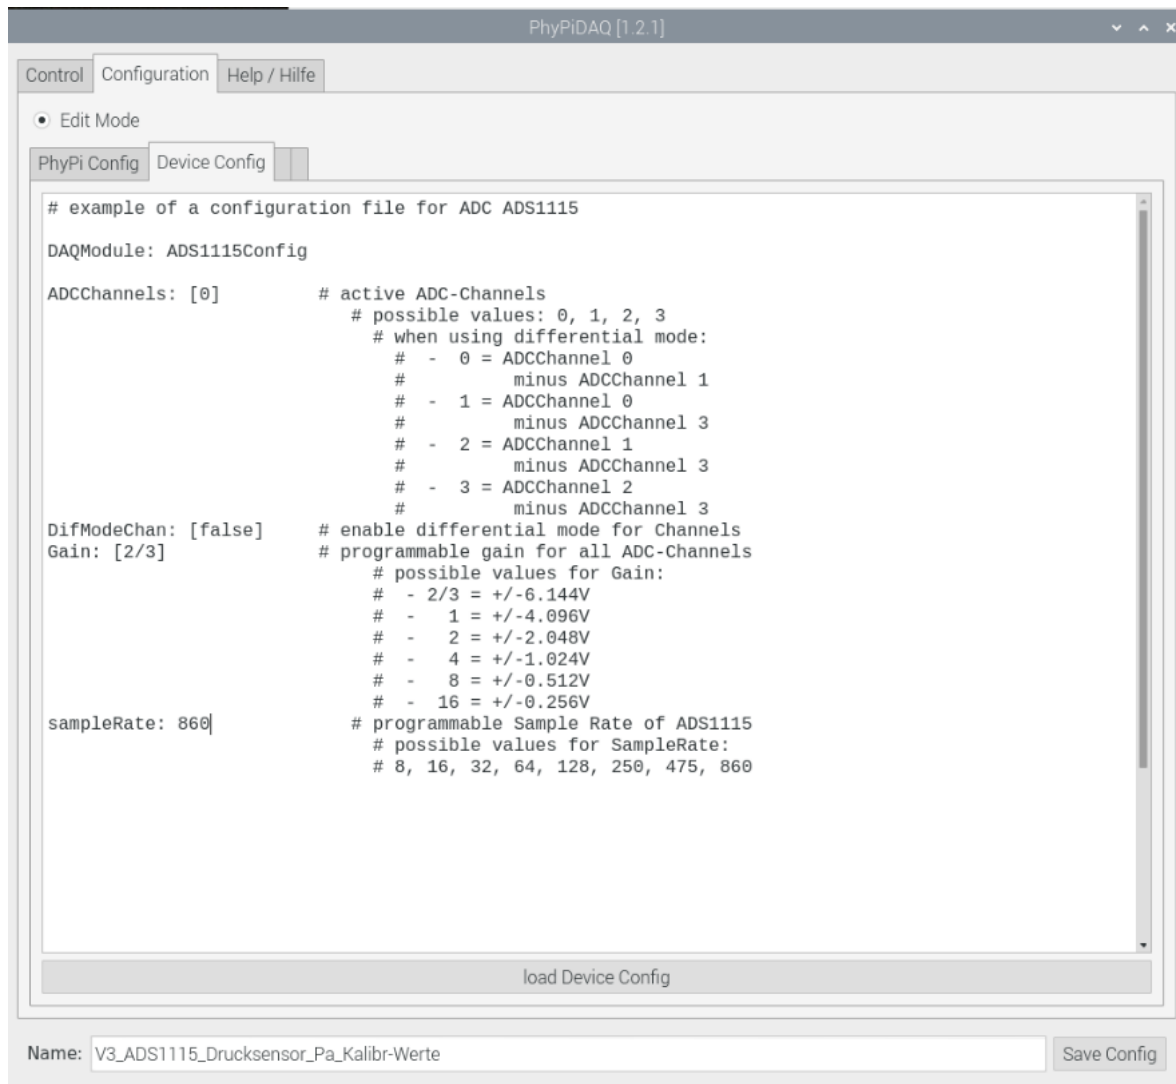 PhyPiDAQ [1.2.1]
Control Configuration Help / Hilfe
Edit Mode
PhyPi Config Device Config
# example of a configuration file for ADC ADS1115
DAQModule: ADS1115Config
ADCChannels: [0] # active ADC-Channels
# possible values: 0, 1, 2, 3
# when using differential mode:
# - 0 = ADCChannel 0
# minus ADCChannel 1
# - 1 = ADCChannel 0
# minus ADCChannel 3
# - 2 = ADCChannel 1
# minus ADCChannel 3
# - 3 = ADCChannel 2
# minus ADCChannel 3
DifModeChan: [false] # enable differential mode for Channels
Gain: [2/3] # programmable gain for all ADC-Channels
# possible values for Gain:
# - 2/3 = +/-6.144V
# - 1 = +/-4.096V
# - 2 = +/-2.048V
# - 4 = +/-1.024V
# - 8 = +/-0.512V
# - 16 = +/-0.256V
sampleRate: 860 # programmable Sample Rate of ADS1115
# possible values for SampleRate:
# 8, 16, 32, 64, 128, 250, 475, 860
load Device Config
Name: V3_ADS1115_Drucksensor_Pa_Kalibr-Werte Save Config